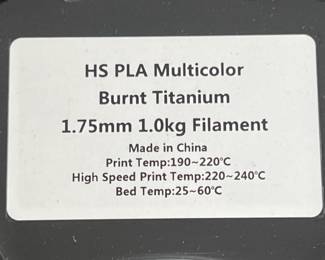 HS PLA Multicolor
Burnt Titanium
1.75mm 1.0kg Filament
Made in China
Print Temp:190~220℃
High Speed Print Temp:220~240℃
Bed Temp:25~60℃